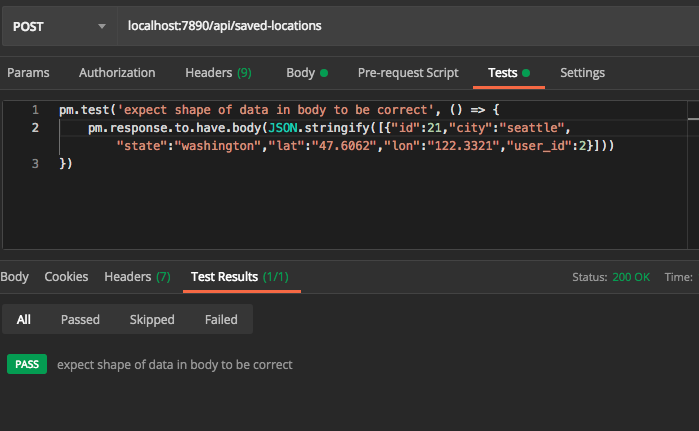 POST localhost:7890/api/saved-locations
Params Authorization Headers (9) Body Pre-request Script Tests Settings
1 pm.test('expect shape of data in body to be correct', () => {
2 pm.response.to.have.body(JSON.stringify([{"id":21,"city":"seattle",
"state":"washington","lat":"47.6062","lon":"122.3321","user_id":2}]))
3 })
Body Cookies Headers (7) Test Results (1/1) Status: 200 OK Time:
All Passed Skipped Failed
PASS expect shape of data in body to be correct